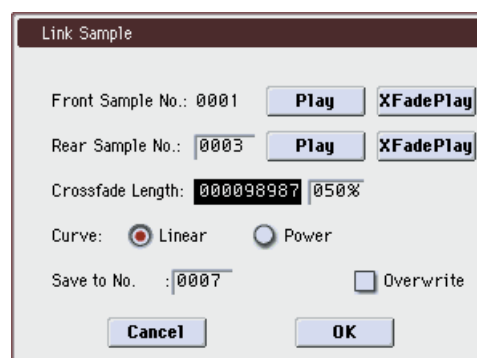 Link Sample
Front Sample No.: 0001 Play XFadePlay
Rear Sample No.: 0003 Play XFadePlay
Crossfade Length: 000098987 050%
Curve: Linear Power
Save to No. :0007 Overwrite
Cancel OK